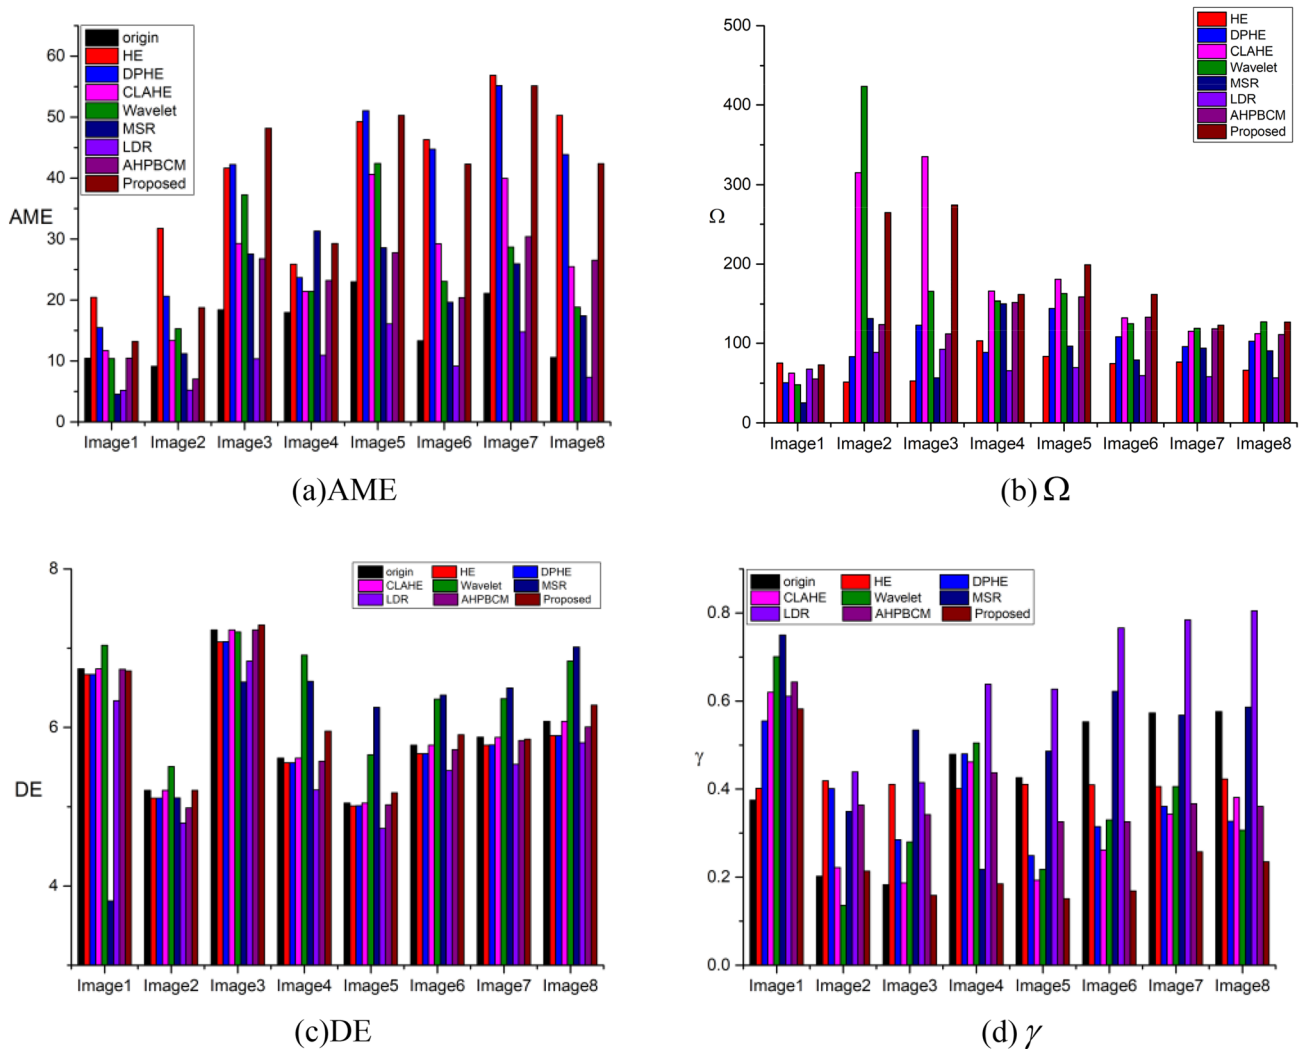 60
50
40
30
20
10
0
AME
origin
HE
DPHE
CLAHE
Wavelet
MSR
LDR
AHPBCM
Proposed
Image1 Image2 Image3 Image4 Image5 Image6 Image7 Image8
(a)AME
500
400
300
200
100
0
Ω
HE
DPHE
CLAHE
Wavelet
MSR
LDR
AHPBCM
Proposed
Image1 Image2 Image3 Image4 Image5 Image6 Image7 Image8
(b) Ω
8
6
4
DE
origin HE DPHE
CLAHE Wavelet MSR
LDR AHPBCM Proposed
Image1 Image2 Image3 Image4 Image5 Image6 Image7 Image8
(c)DE
0.8
0.6
0.4
0.2
0.0
γ
origin HE DPHE
CLAHE Wavelet MSR
LDR AHPBCM Proposed
Image1 Image2 Image3 Image4 Image5 Image6 Image7 Image8
(d) γ